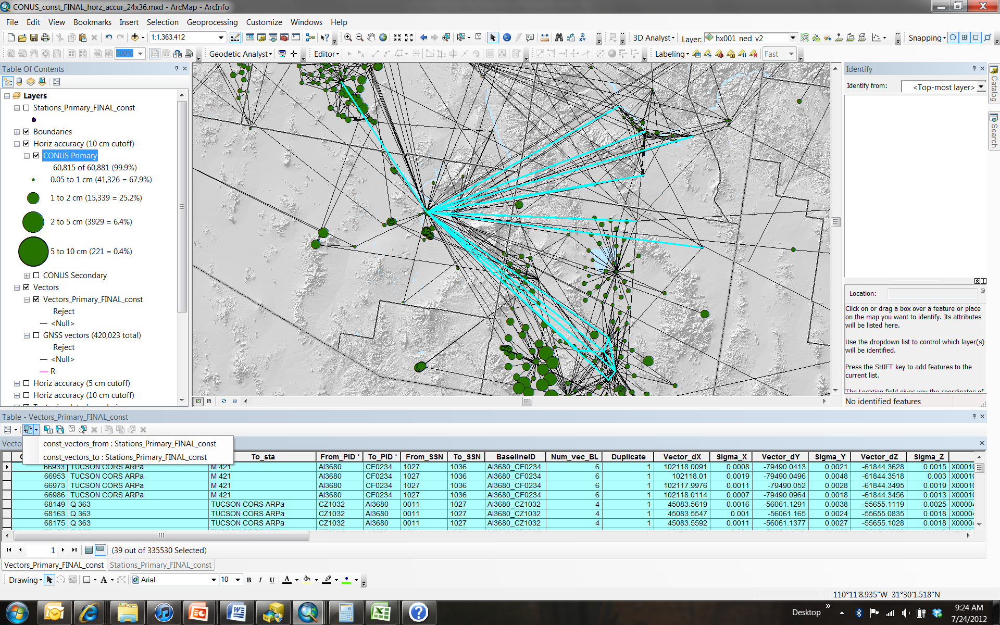 CONUS_const_FINAL_horz_accur_24x36.mxd - ArcMap - ArcInfo
File Edit View Bookmarks Insert Selection Geoprocessing Customize Windows Help
1:1,363,412
3D Analyst
Layer: hx001_ned_v2
Snapping
100%
Geodetic Analyst
Editor
Labeling
Fast
Table Of Contents
Layers
Stations_Primary_FINAL_const
Boundaries
Horiz accuracy (10 cm cutoff)
CONUS Primary
60,815 of 60,881 (99.9%)
0.05 to 1 cm (41,326 = 67.9%)
1 to 2 cm (15,339 = 25.2%)
2 to 5 cm (3929 = 6.4%)
5 to 10 cm (221 = 0.4%)
CONUS Secondary
Vectors
Vectors_Primary_FINAL_const
Reject
<Null>
GNSS vectors (420,023 total)
Reject
<Null>
R
Horiz accuracy (5 cm cutoff)
Horiz accuracy (10 cm cutoff)
Identify
Identify from: <Top-most layer>
Location:
Click on or drag a box over a feature or place
on the map you want to identify. Its attributes
will be listed here.
Use the dropdown list to control which layer(s)
will be identified.
Press the SHIFT key to add features to the
current list.
The Location field gives you the coordinates of
No identified features
Catalog
Search
Table - Vectors_Primary_FINAL_const
Vecto
const_vectors_from : Stations_Primary_FINAL_const
const_vectors_to : Stations_Primary_FINAL_const
To_sta From_PID * To_PID * From_SSN To_SSN BaselineID Num_vec_BL Duplicate Vector_dX Sigma_X Vector_dY Sigma_Y Vector_dZ Sigma_Z
66933 TUCSON CORS ARPa M 421 AI3680 CF0234 1027 1036 AI3680_CF0234 6 1 102118.0091 0.0008 -79490.0413 0.0021 -61844.3628 0.0015 X0001
66953 TUCSON CORS ARPa M 421 AI3680 CF0234 1027 1036 AI3680_CF0234 6 1 102118.01 0.0019 -79490.0496 0.0048 -61844.3518 0.003 X0001
66973 TUCSON CORS ARPa M 421 AI3680 CF0234 1027 1036 AI3680_CF0234 6 1 102117.9976 0.0011 -79490.052 0.0028 -61844.3495 0.0019 X0001
66986 TUCSON CORS ARPa M 421 AI3680 CF0234 1027 1036 AI3680_CF0234 6 1 102118.0114 0.0007 -79490.0964 0.0018 -61844.3456 0.0013 X0001
68149 Q 363 TUCSON CORS ARPa CZ1032 AI3680 0011 1027 AI3680_CZ1032 4 1 45083.5619 0.0016 -56061.1291 0.0038 -55655.1119 0.0025 X0000
68163 Q 363 TUCSON CORS ARPa CZ1032 AI3680 0011 1027 AI3680_CZ1032 4 1 45083.5547 0.001 -56061.165 0.0024 -55655.0835 0.0018 X0000
68175 Q 363 TUCSON CORS ARPa CZ1032 AI3680 0011 1027 AI3680_CZ1032 4 1 45083.5592 0.0011 -56061.1377 0.0027 -55655.1028 0.0018 X0000
1 (39 out of 335530 Selected)
Vectors_Primary_FINAL_const Stations_Primary_FINAL_const
Drawing A Arial 10 B I U A
110°11'8.935"W 31°30'1.518"N
Desktop
9:24 AM
7/24/2012